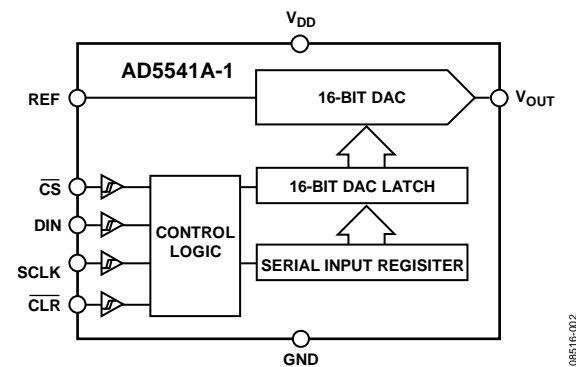 VDD
AD5541A-1
REF
16-BIT DAC
VOUT
CS
16-BIT DAC LATCH
DIN
CONTROL
LOGIC
SCLK
SERIAL INPUT REGISITER
CLR
GND
08516-002